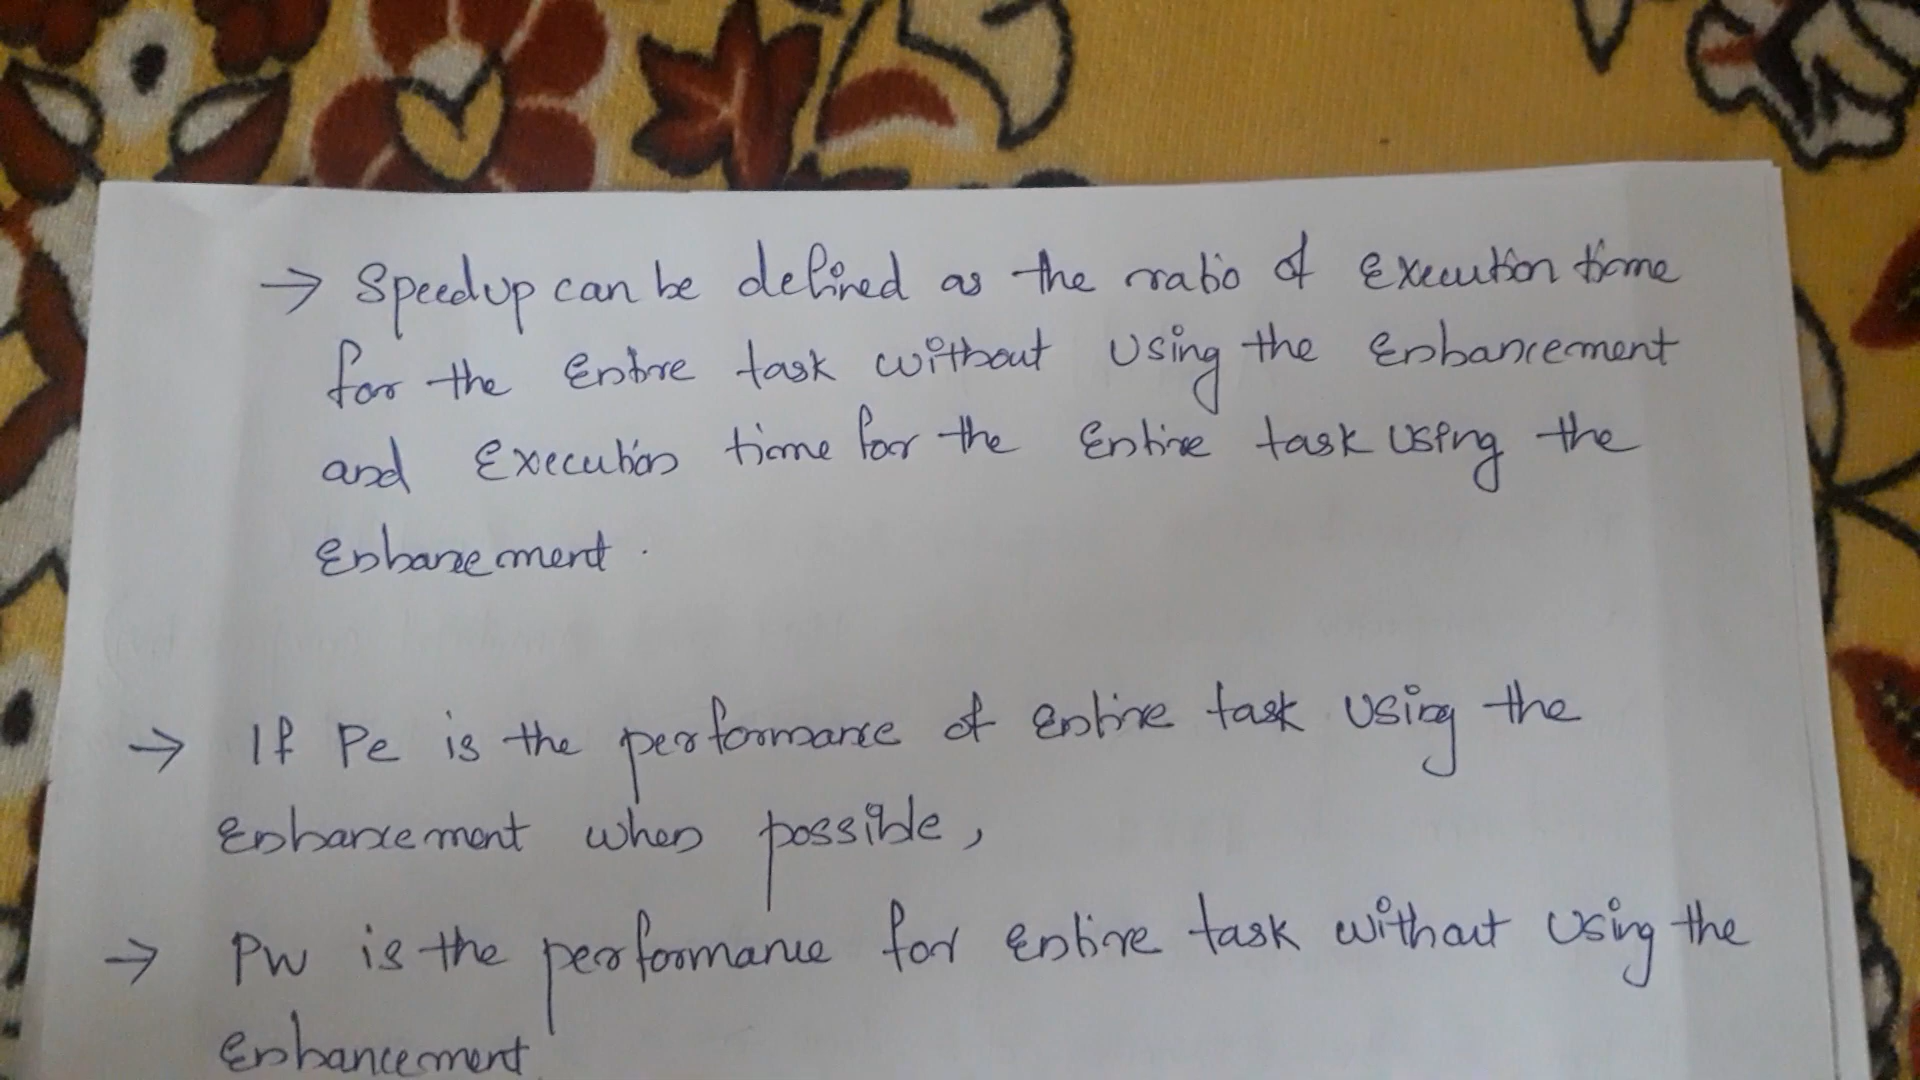 → Speedup can be defined as the ratio of Execution time
for the Entire task without using the Enhancement
and Execution time for the Entire task using the
Enhancement.
→ If Pe is the performance of Entire task using the
Enhancement when possible,
→ Pw is the performance for Entire task without using the
Enhancement